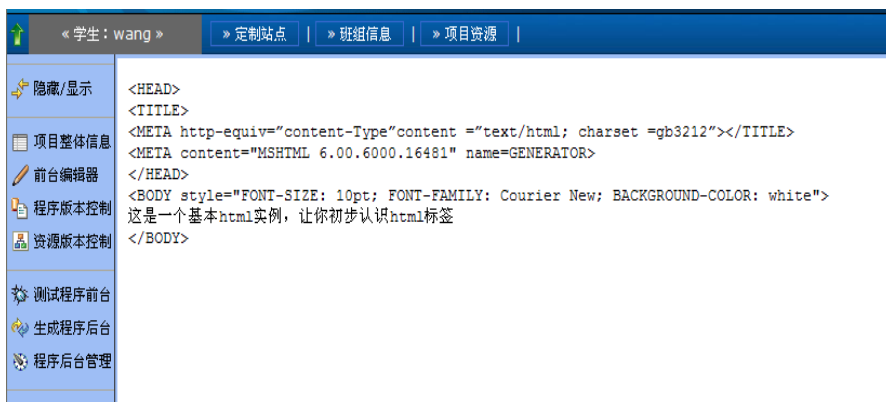 «学生：wang »
» 定制站点 | » 班组信息 | » 项目资源 |
隐藏/显示
项目整体信息
前台编辑器
程序版本控制
资源版本控制
测试程序前台
生成程序后台
程序后台管理
<HEAD>
<TITLE>
<META http-equiv=”content-Type”content =”text/html; charset =gb3212”></TITLE>
<META content="MSHTML 6.00.6000.16481" name=GENERATOR>
</HEAD>
<BODY style="FONT-SIZE: 10pt; FONT-FAMILY: Courier New; BACKGROUND-COLOR: white">
这是一个基本html实例，让你初步认识html标签
</BODY>